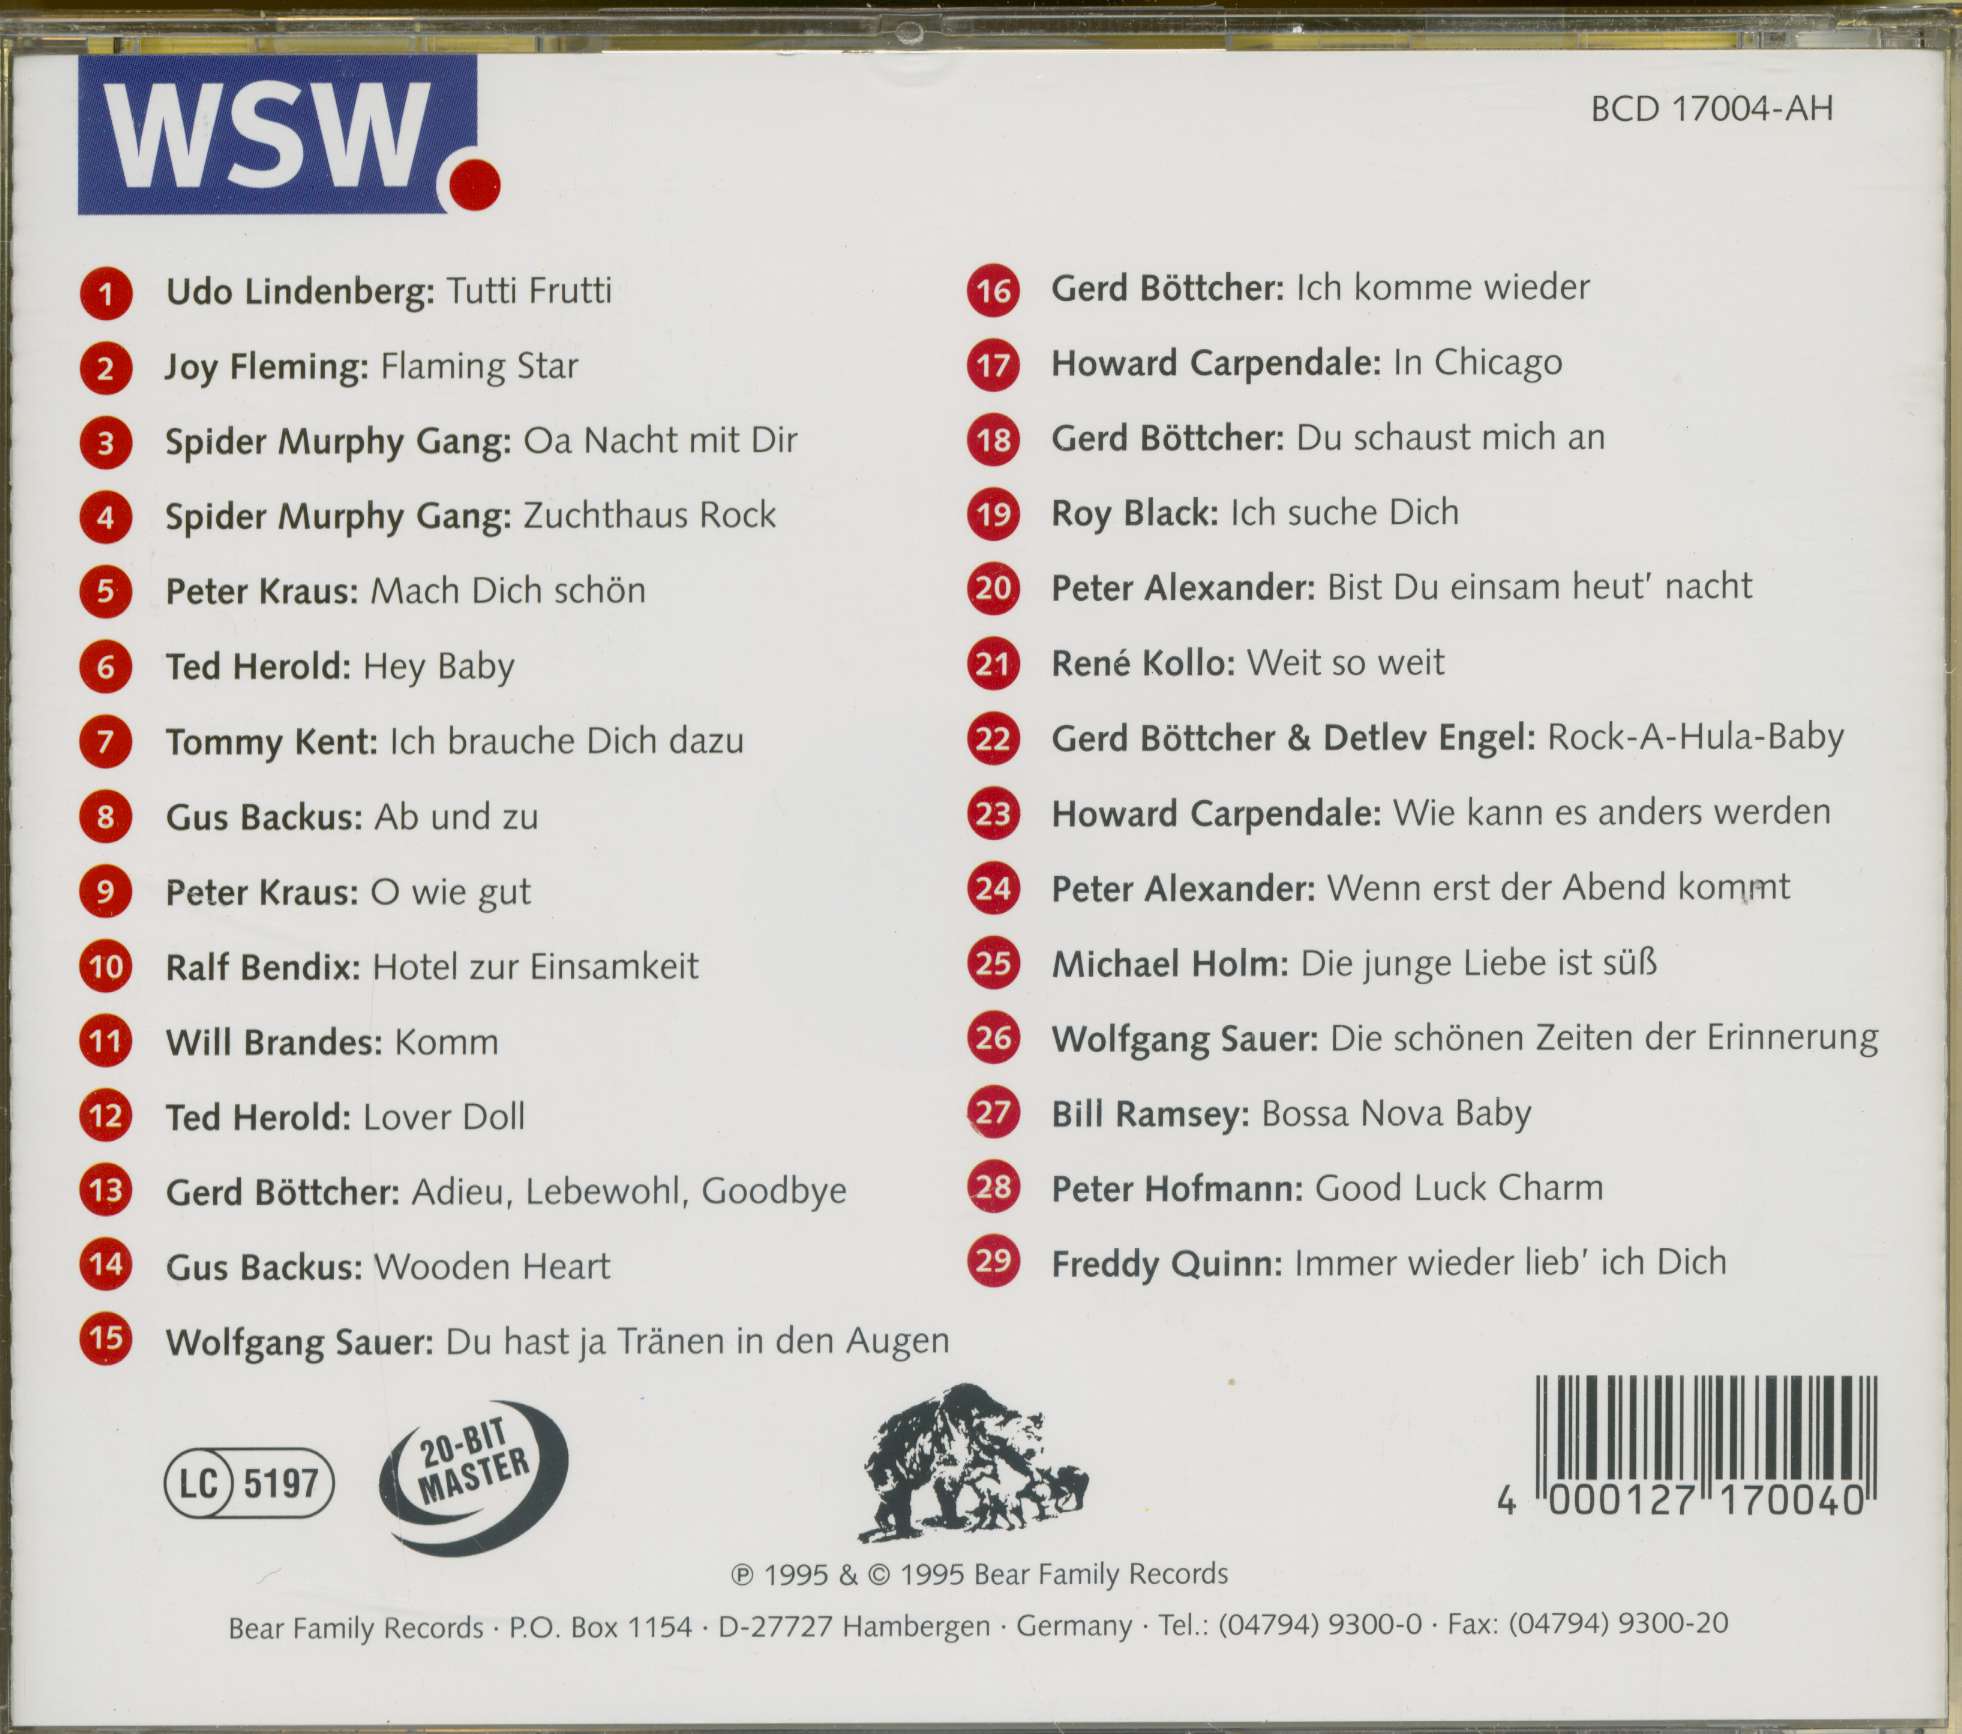 WSW.
BCD 17004-AH
1 Udo Lindenberg: Tutti Frutti
2 Joy Fleming: Flaming Star
3 Spider Murphy Gang: Oa Nacht mit Dir
4 Spider Murphy Gang: Zuchthaus Rock
5 Peter Kraus: Mach Dich schön
6 Ted Herold: Hey Baby
7 Tommy Kent: Ich brauche Dich dazu
8 Gus Backus: Ab und zu
9 Peter Kraus: O wie gut
10 Ralf Bendix: Hotel zur Einsamkeit
11 Will Brandes: Komm
12 Ted Herold: Lover Doll
13 Gerd Böttcher: Adieu, Lebewohl, Goodbye
14 Gus Backus: Wooden Heart
15 Wolfgang Sauer: Du hast ja Tränen in den Augen
16 Gerd Böttcher: Ich komme wieder
17 Howard Carpendale: In Chicago
18 Gerd Böttcher: Du schaust mich an
19 Roy Black: Ich suche Dich
20 Peter Alexander: Bist Du einsam heut' nacht
21 René Kollo: Weit so weit
22 Gerd Böttcher & Detlev Engel: Rock-A-Hula-Baby
23 Howard Carpendale: Wie kann es anders werden
24 Peter Alexander: Wenn erst der Abend kommt
25 Michael Holm: Die junge Liebe ist süß
26 Wolfgang Sauer: Die schönen Zeiten der Erinnerung
27 Bill Ramsey: Bossa Nova Baby
28 Peter Hofmann: Good Luck Charm
29 Freddy Quinn: Immer wieder lieb' ich Dich
LC 5197
20-BIT
MASTER
4 000127 170040
℗ 1995 & © 1995 Bear Family Records
Bear Family Records · P.O. Box 1154 · D-27727 Hambergen · Germany · Tel.: (04794) 9300-0 · Fax: (04794) 9300-20